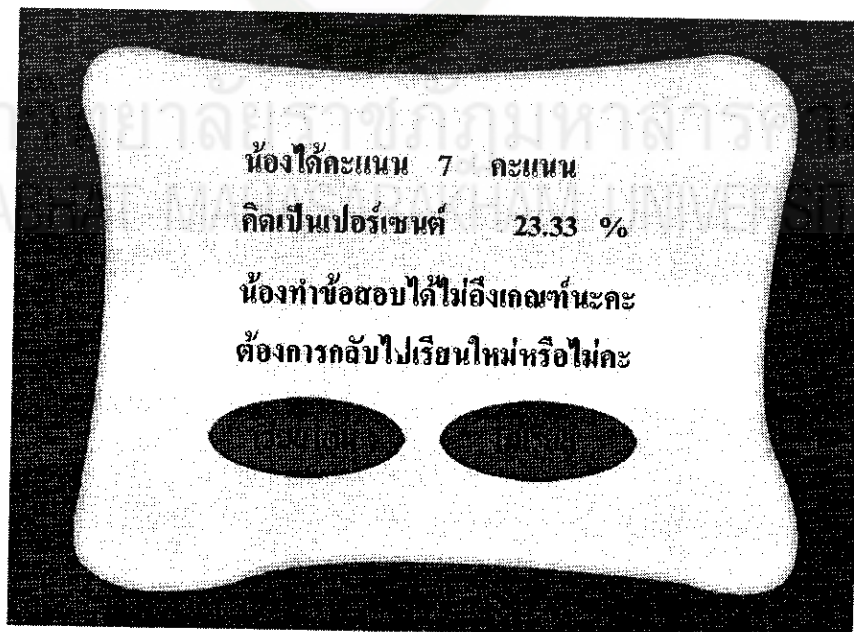 น้องได้คะแนน 7 คะแนน
คิดเป็นเปอร์เซนต์ 23.33 %
น้องทำข้อสอบได้ไม่ถึงเกณฑ์นะคะ
ต้องการกลับไปเรียนใหม่หรือไม่คะ